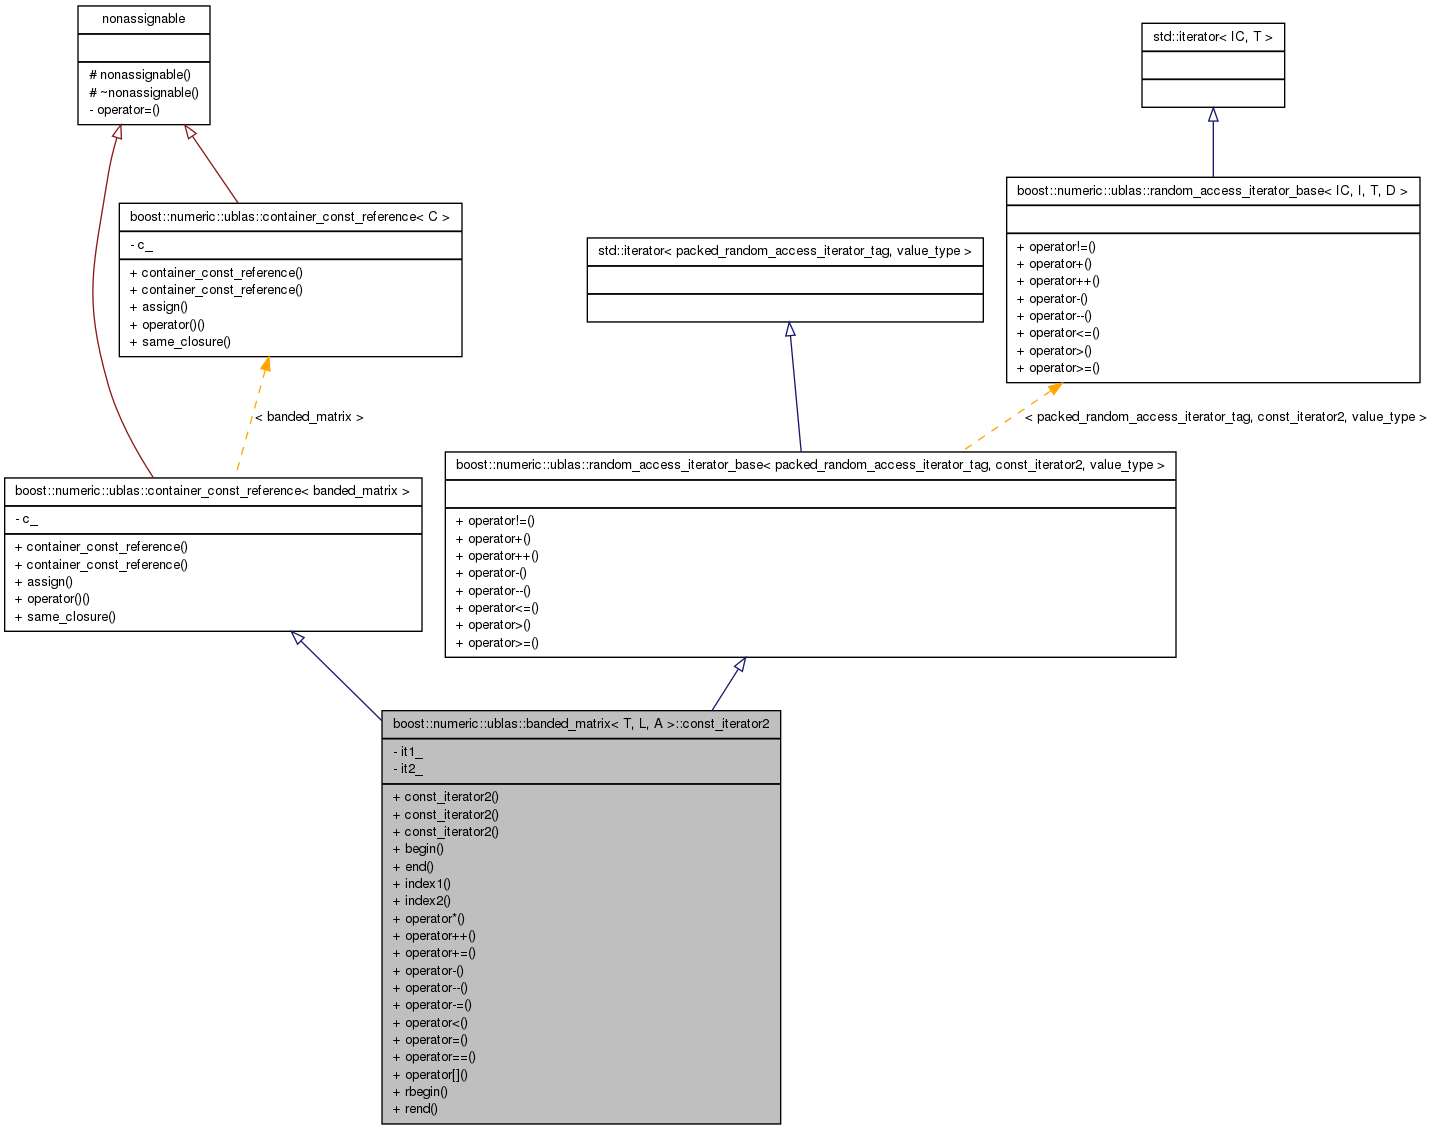 nonassignable
# nonassignable()
# ~nonassignable()
- operator=()
std::iterator< IC, T >
boost::numeric::ublas::random_access_iterator_base< IC, I, T, D >
+ operator!=()
+ operator+()
+ operator++()
+ operator-()
+ operator--()
+ operator<=()
+ operator>()
+ operator>=()
boost::numeric::ublas::container_const_reference< C >
- c_
+ container_const_reference()
+ container_const_reference()
+ assign()
+ operator()()
+ same_closure()
std::iterator< packed_random_access_iterator_tag, value_type >
< banded_matrix >
< packed_random_access_iterator_tag, const_iterator2, value_type >
boost::numeric::ublas::container_const_reference< banded_matrix >
- c_
+ container_const_reference()
+ container_const_reference()
+ assign()
+ operator()()
+ same_closure()
boost::numeric::ublas::random_access_iterator_base< packed_random_access_iterator_tag, const_iterator2, value_type >
+ operator!=()
+ operator+()
+ operator++()
+ operator-()
+ operator--()
+ operator<=()
+ operator>()
+ operator>=()
boost::numeric::ublas::banded_matrix< T, L, A >::const_iterator2
- it1_
- it2_
+ const_iterator2()
+ const_iterator2()
+ const_iterator2()
+ begin()
+ end()
+ index1()
+ index2()
+ operator*()
+ operator++()
+ operator+=()
+ operator-()
+ operator--()
+ operator-=()
+ operator<()
+ operator=()
+ operator==()
+ operator[]()
+ rbegin()
+ rend()